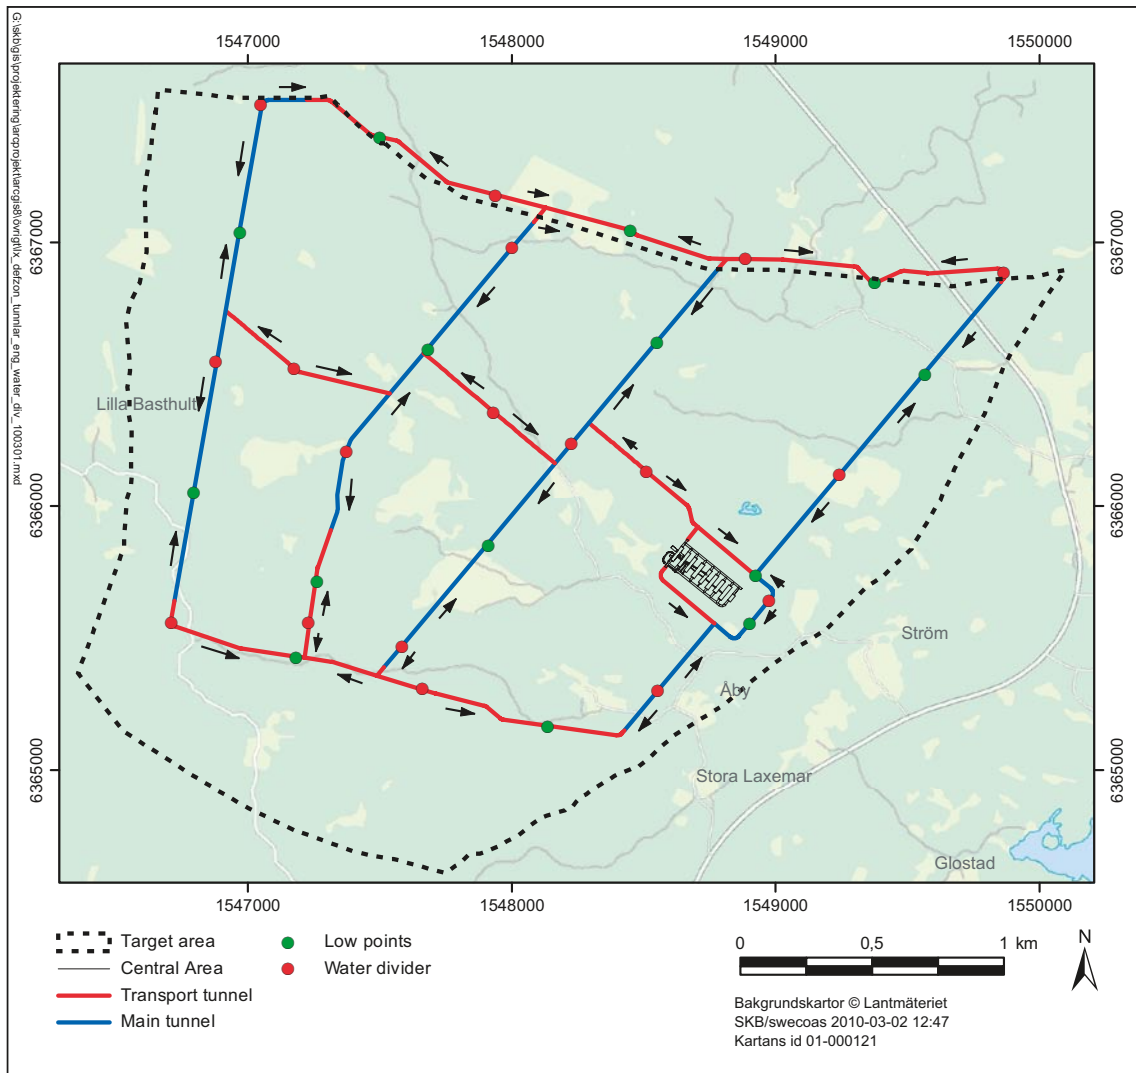 G:\skb\gis\projektering\arcprojekt\arcgis8\övrigt\lx_defzon_tunnlar_eng_water_div_100301.mxd
1547000
1548000
1549000
1550000
6367000
6367000
Lilla Basthult
6366000
6366000
Ström
Åby
6365000
6365000
Stora Laxemar
Glostad
1547000
1548000
1549000
1550000
Target area
Low points
Central Area
Water divider
Transport tunnel
Main tunnel
0 0,5 1 km
N
Bakgrundskartor © Lantmäteriet
SKB/swecoas 2010-03-02 12:47
Kartans id 01-000121